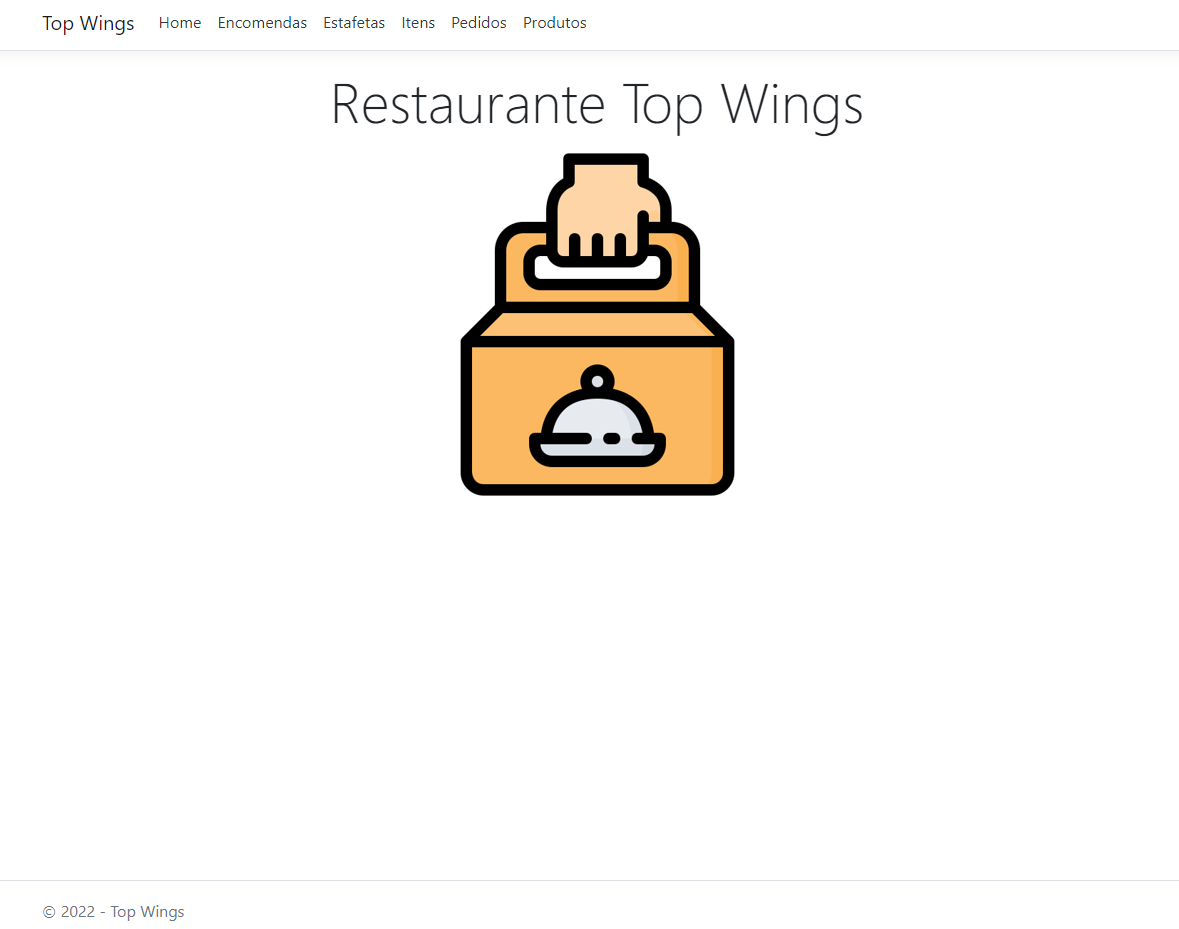 Top Wings Home Encomendas Estafetas Itens Pedidos Produtos
Restaurante Top Wings
© 2022 - Top Wings